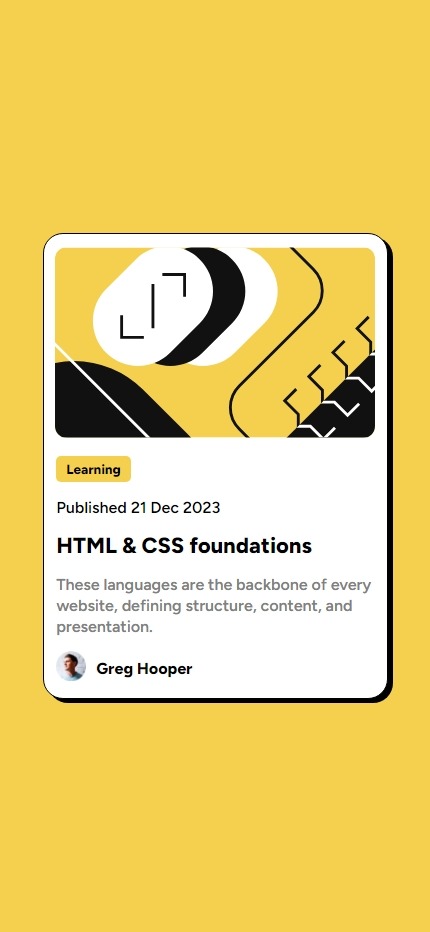 Learning
Published 21 Dec 2023
HTML & CSS foundations
These languages are the backbone of every
website, defining structure, content, and
presentation.
Greg Hooper